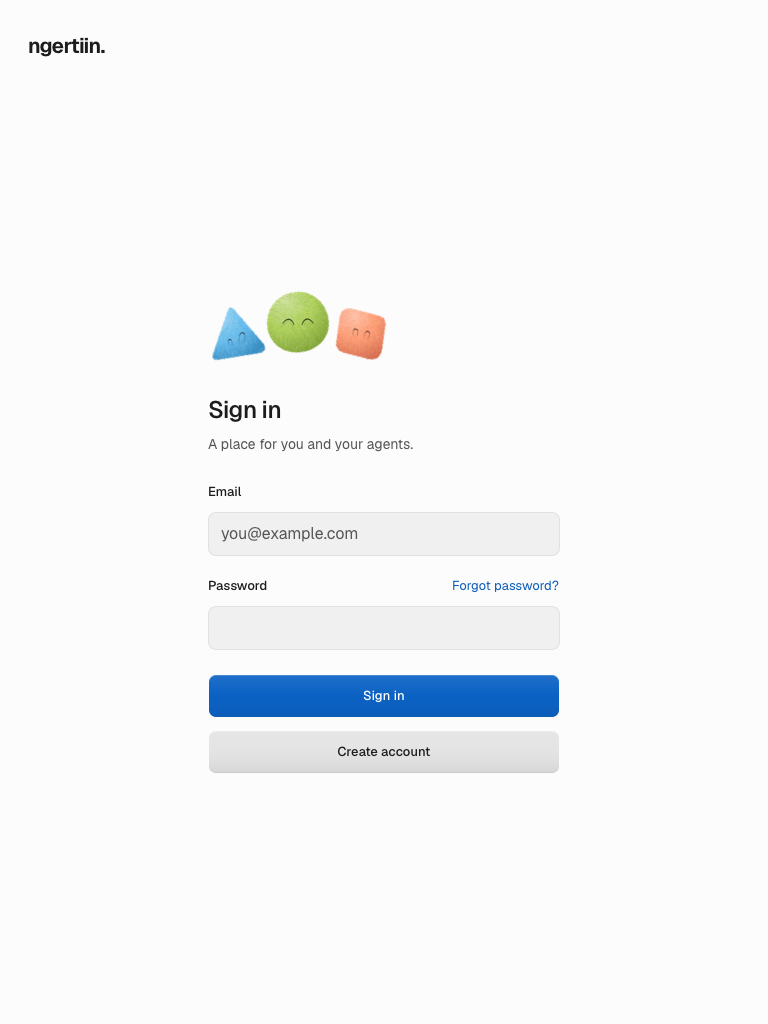 ngertiin.
Sign in
A place for you and your agents.
Email
you@example.com
Password
Forgot password?
Sign in
Create account